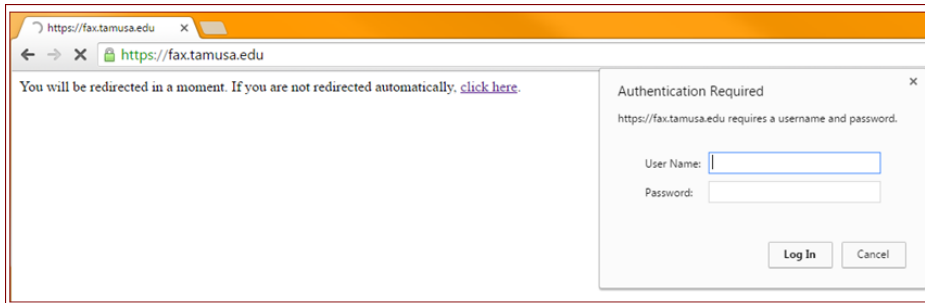 https://fax.tamusa.edu
https://fax.tamusa.edu
You will be redirected in a moment. If you are not redirected automatically, click here.
Authentication Required
https://fax.tamusa.edu requires a username and password.
User Name:
Password:
Log In Cancel